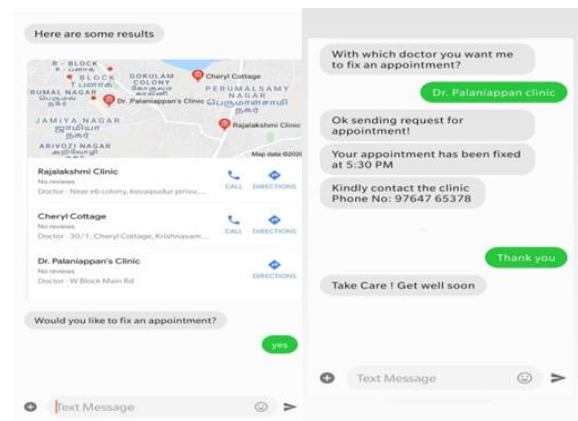 Here are some results
R - BLOCK
BLOCK
GOKULAM
COLONY
Cheryl Cottage
RUMAL NAGAR
PERUMALSAMY
NAGAR
Dr. Palaniappan's Clinic
நகர்
JAMIYA NAGAR
ஜாமியா
நகர்
Rajalakshmi Clinic
ARIVOZI NAGAR
Map data ©2020
Rajalakshmi Clinic
No reviews
Doctor · Near eb colony, kovaipudur pirivu,...
CALL
DIRECTIONS
Cheryl Cottage
No reviews
Doctor · 30/1, Cheryl Cottage, Krishnasam...
CALL
DIRECTIONS
Dr. Palaniappan's Clinic
No reviews
Doctor · W Block Main Rd
DIRECTIONS
Would you like to fix an appointment?
yes
Text Message
With which doctor you want me
to fix an appointment?
Dr. Palaniappan clinic
Ok sending request for
appointment!
Your appointment has been fixed
at 5:30 PM
Kindly contact the clinic
Phone No: 97647 65378
Thank you
Take Care ! Get well soon
Text Message